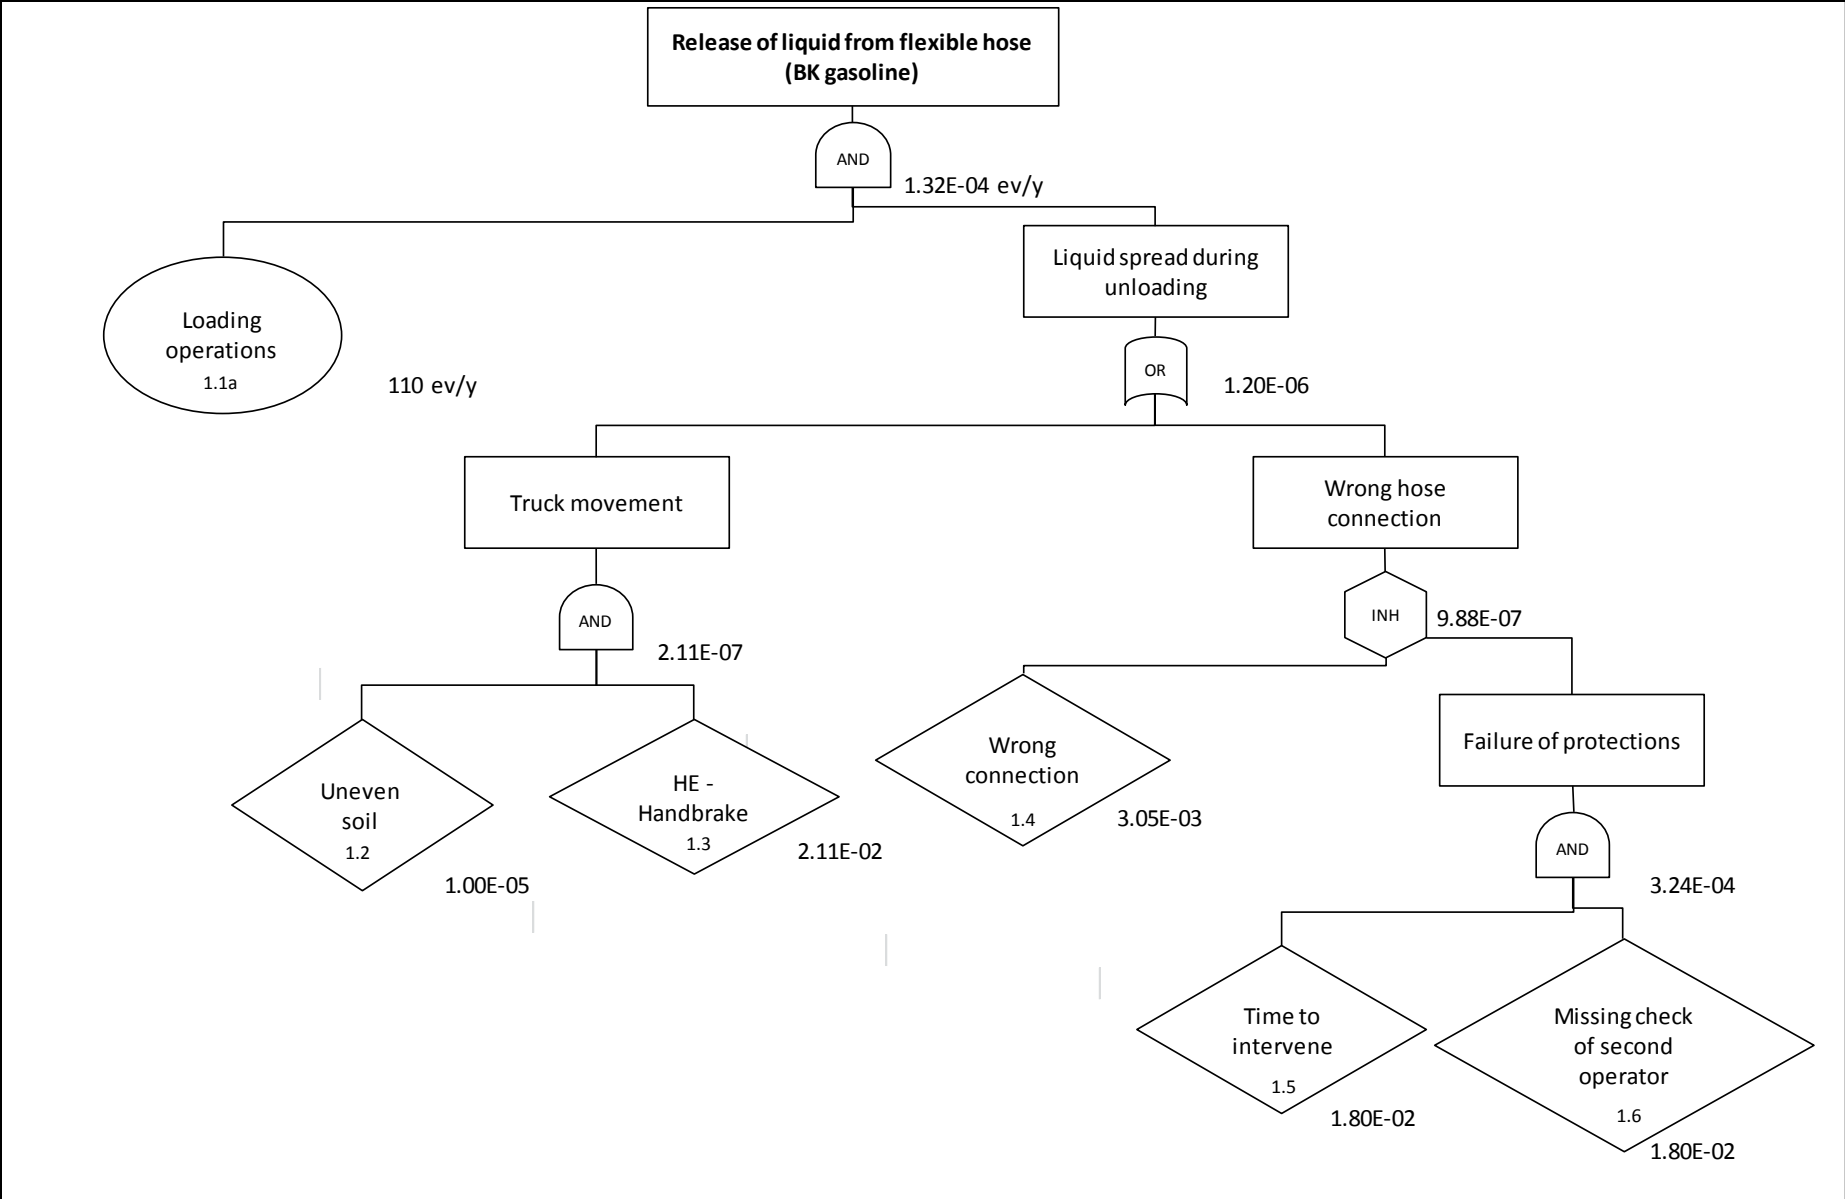 Release of liquid from flexible hose
(BK gasoline)
AND
1.32E-04 ev/y
Loading
operations
1.1a
110 ev/y
Liquid spread during
unloading
OR
1.20E-06
Truck movement
Wrong hose
connection
AND
2.11E-07
INH
9.88E-07
Uneven
soil
1.2
1.00E-05
HE -
Handbrake
1.3
2.11E-02
Wrong
connection
1.4
3.05E-03
Failure of protections
AND
3.24E-04
Time to
intervene
1.5
1.80E-02
Missing check
of second
operator
1.6
1.80E-02